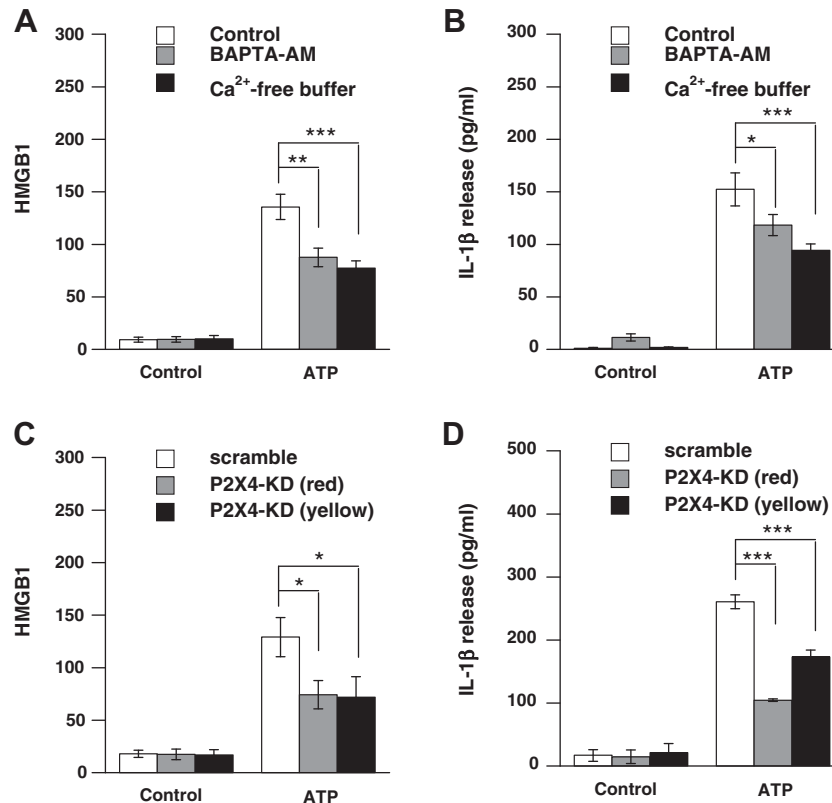 A
HMGB1
300
250
200
150
100
50
0
Control
BAPTA-AM
Ca²⁺-free buffer
***
**
Control
ATP
B
IL-1β release (pg/ml)
300
250
200
150
100
50
0
Control
BAPTA-AM
Ca²⁺-free buffer
***
*
Control
ATP
C
HMGB1
300
250
200
150
100
50
0
scramble
P2X4-KD (red)
P2X4-KD (yellow)
*
*
Control
ATP
D
IL-1β release (pg/ml)
500
400
300
200
100
0
scramble
P2X4-KD (red)
P2X4-KD (yellow)
***
***
Control
ATP